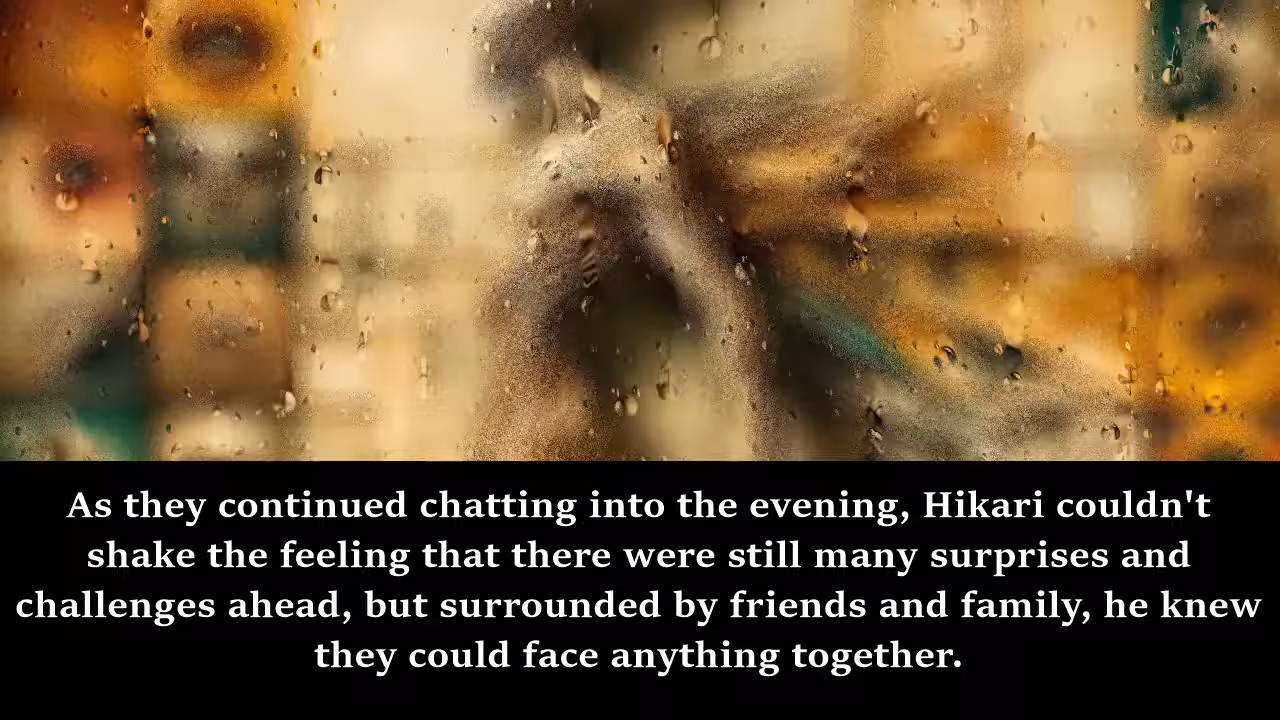 As they continued chatting into the evening, Hikari couldn't
shake the feeling that there were still many surprises and
challenges ahead, but surrounded by friends and family, he knew
they could face anything together.